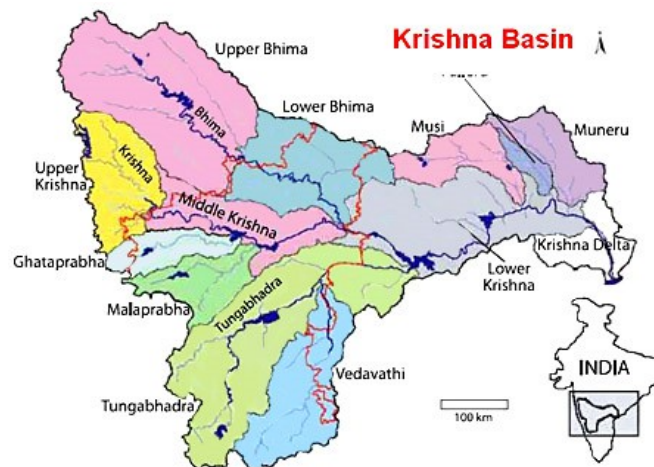 Upper Bhima
Krishna Basin
Bhima
Lower Bhima
Musi
Muneru
Upper
Krishna
Krishna
Middle Krishna
Ghataprabha
Krishna Delta
Lower
Krishna
Malaprabha
Tungabhadra
Vedavathi
Tungabhadra
100 km
INDIA